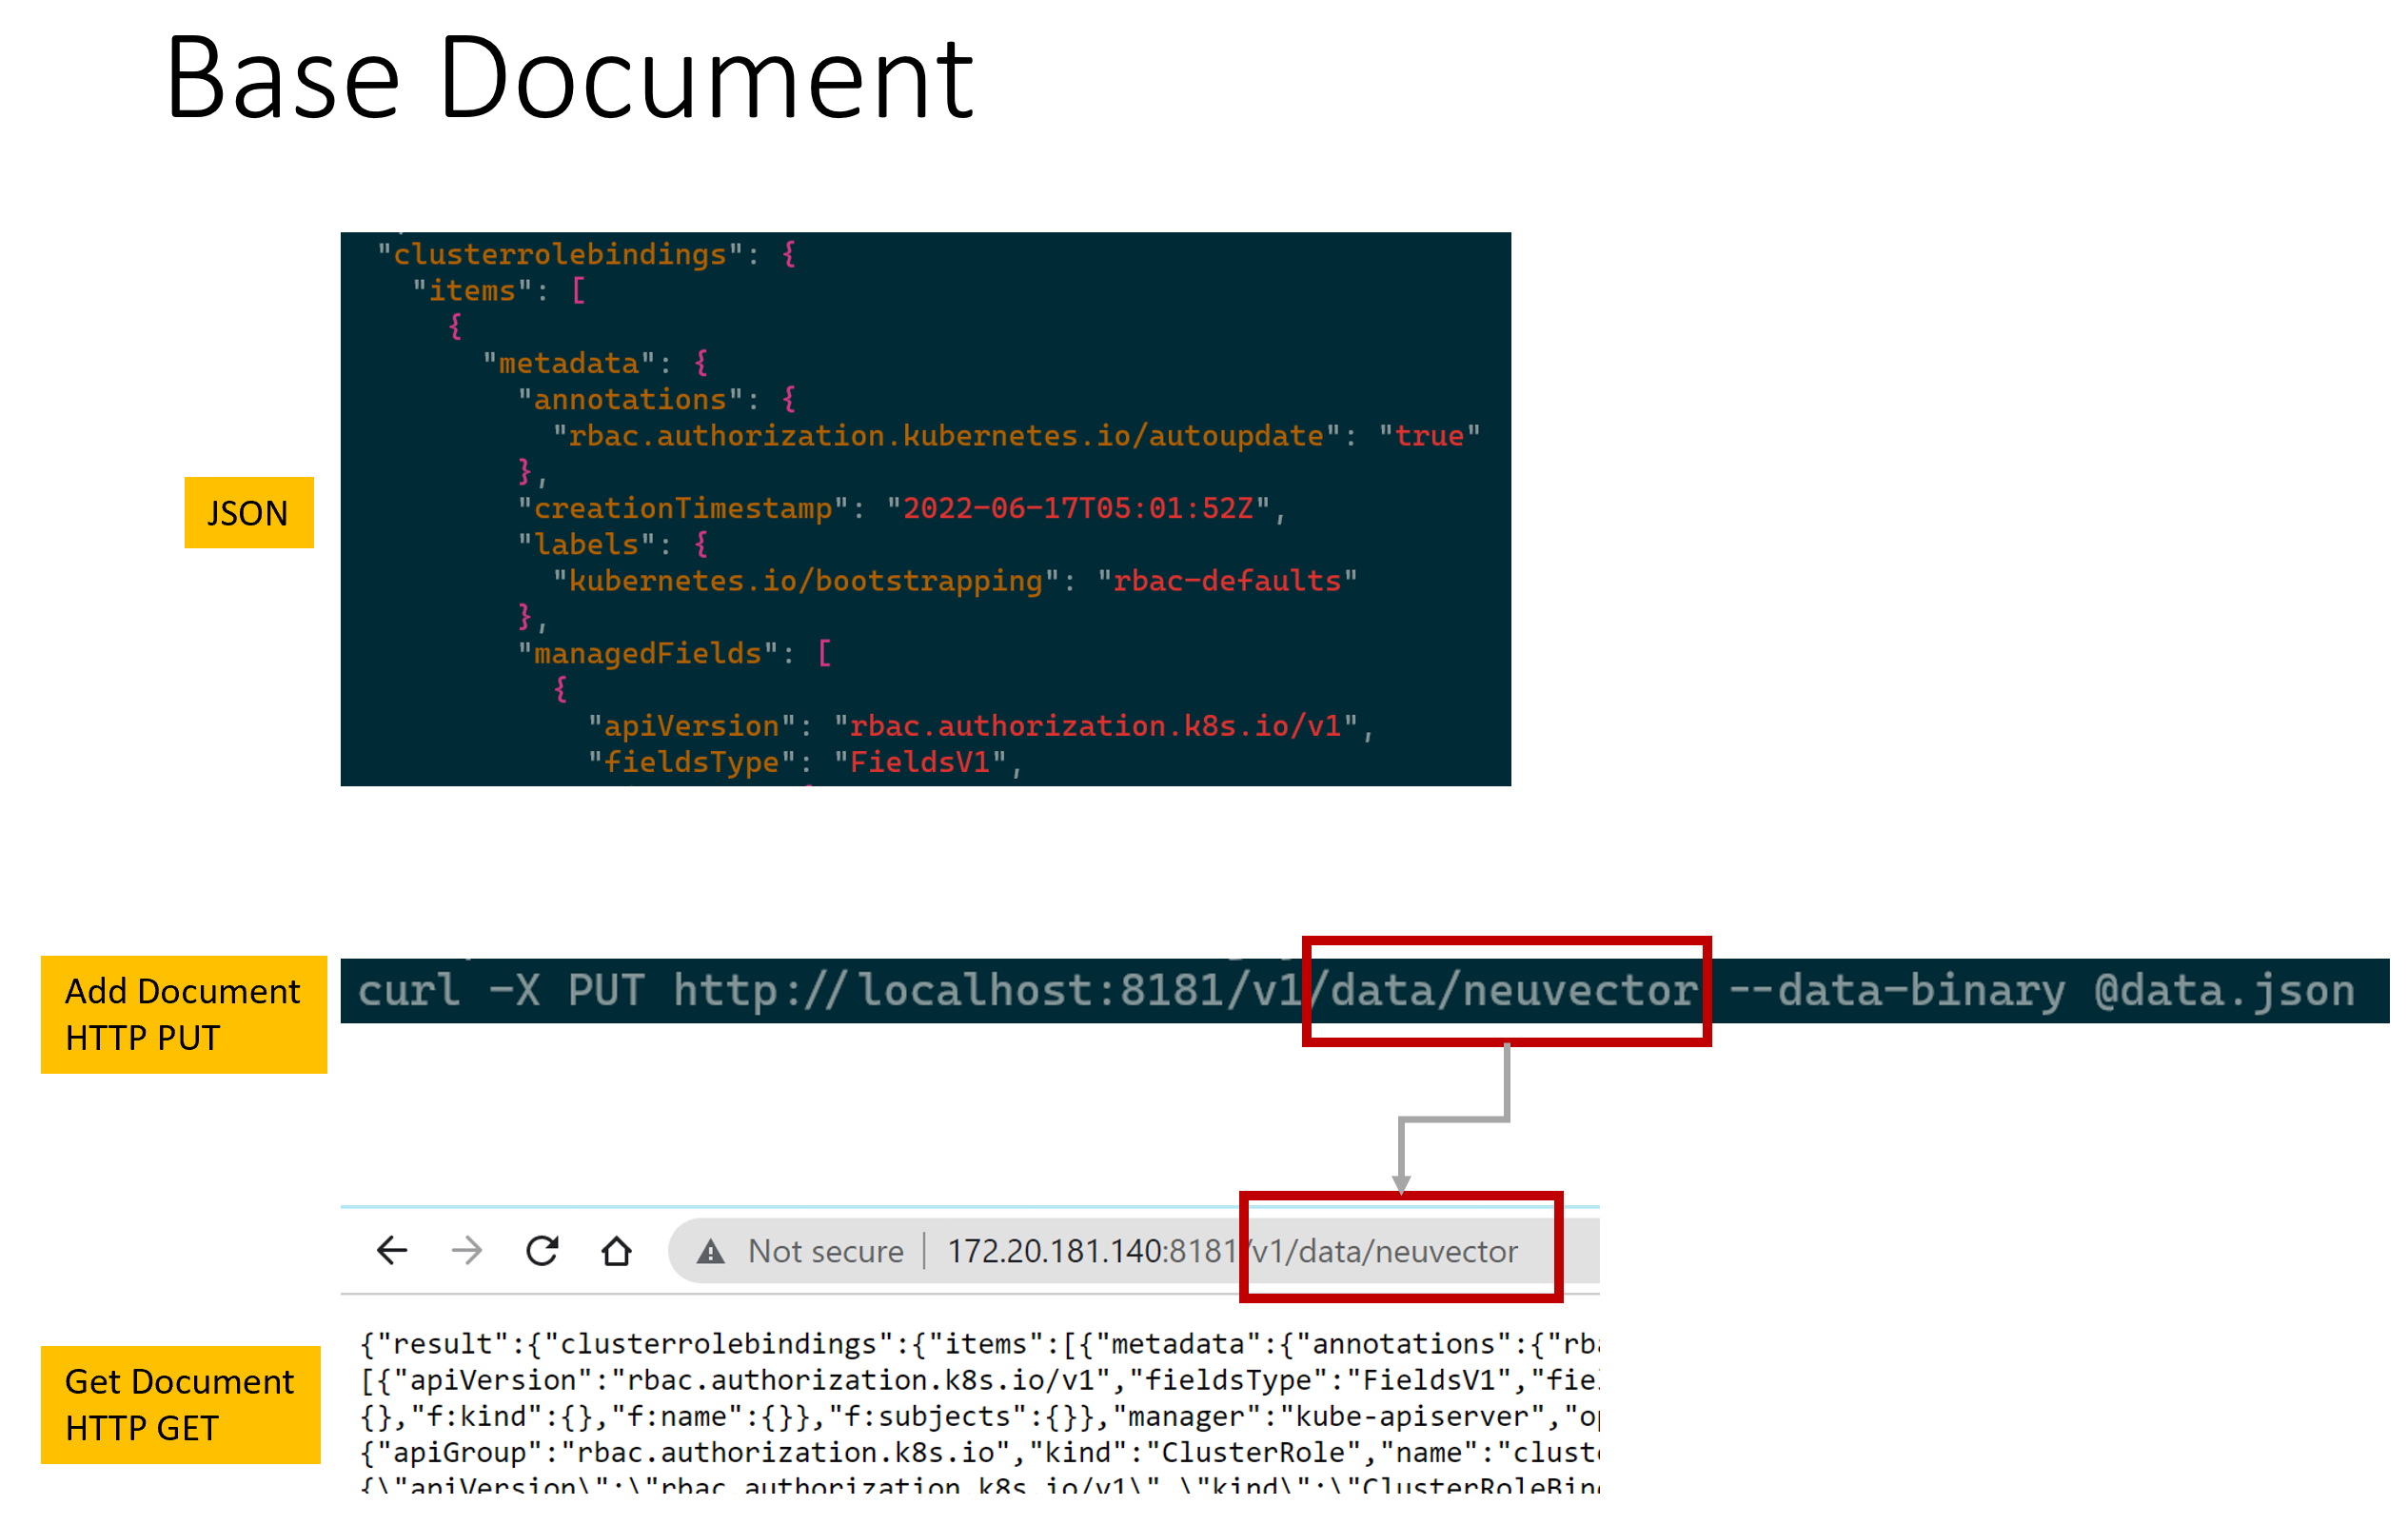 Base Document
"clusterrolebindings": {
"items": [
{
"metadata": {
"annotations": {
"rbac.authorization.kubernetes.io/autoupdate": "true"
},
"creationTimestamp": "2022-06-17T05:01:52Z",
"labels": {
"kubernetes.io/bootstrapping": "rbac-defaults"
},
"managedFields": [
{
"apiVersion": "rbac.authorization.k8s.io/v1",
"fieldsType": "FieldsV1",
JSON
Add Document
HTTP PUT
curl -X PUT http://localhost:8181/v1/data/neuvector --data-binary @data.json
Not secure | 172.20.181.140:8181/v1/data/neuvector
Get Document
HTTP GET
{"result":{"clusterrolebindings":{"items":[{"metadata":{"annotations":{"rb
[{"apiVersion":"rbac.authorization.k8s.io/v1","fieldsType":"FieldsV1","fie
{},"f:kind":{},"f:name":{}},"f:subjects":{}},"manager":"kube-apiserver","o
{"apiGroup":"rbac.authorization.k8s.io","kind":"ClusterRole","name":"clust
{\"apiVersion\":\"rbac.authorization.k8s.io/v1\",\"kind\":\"ClusterRoleBin